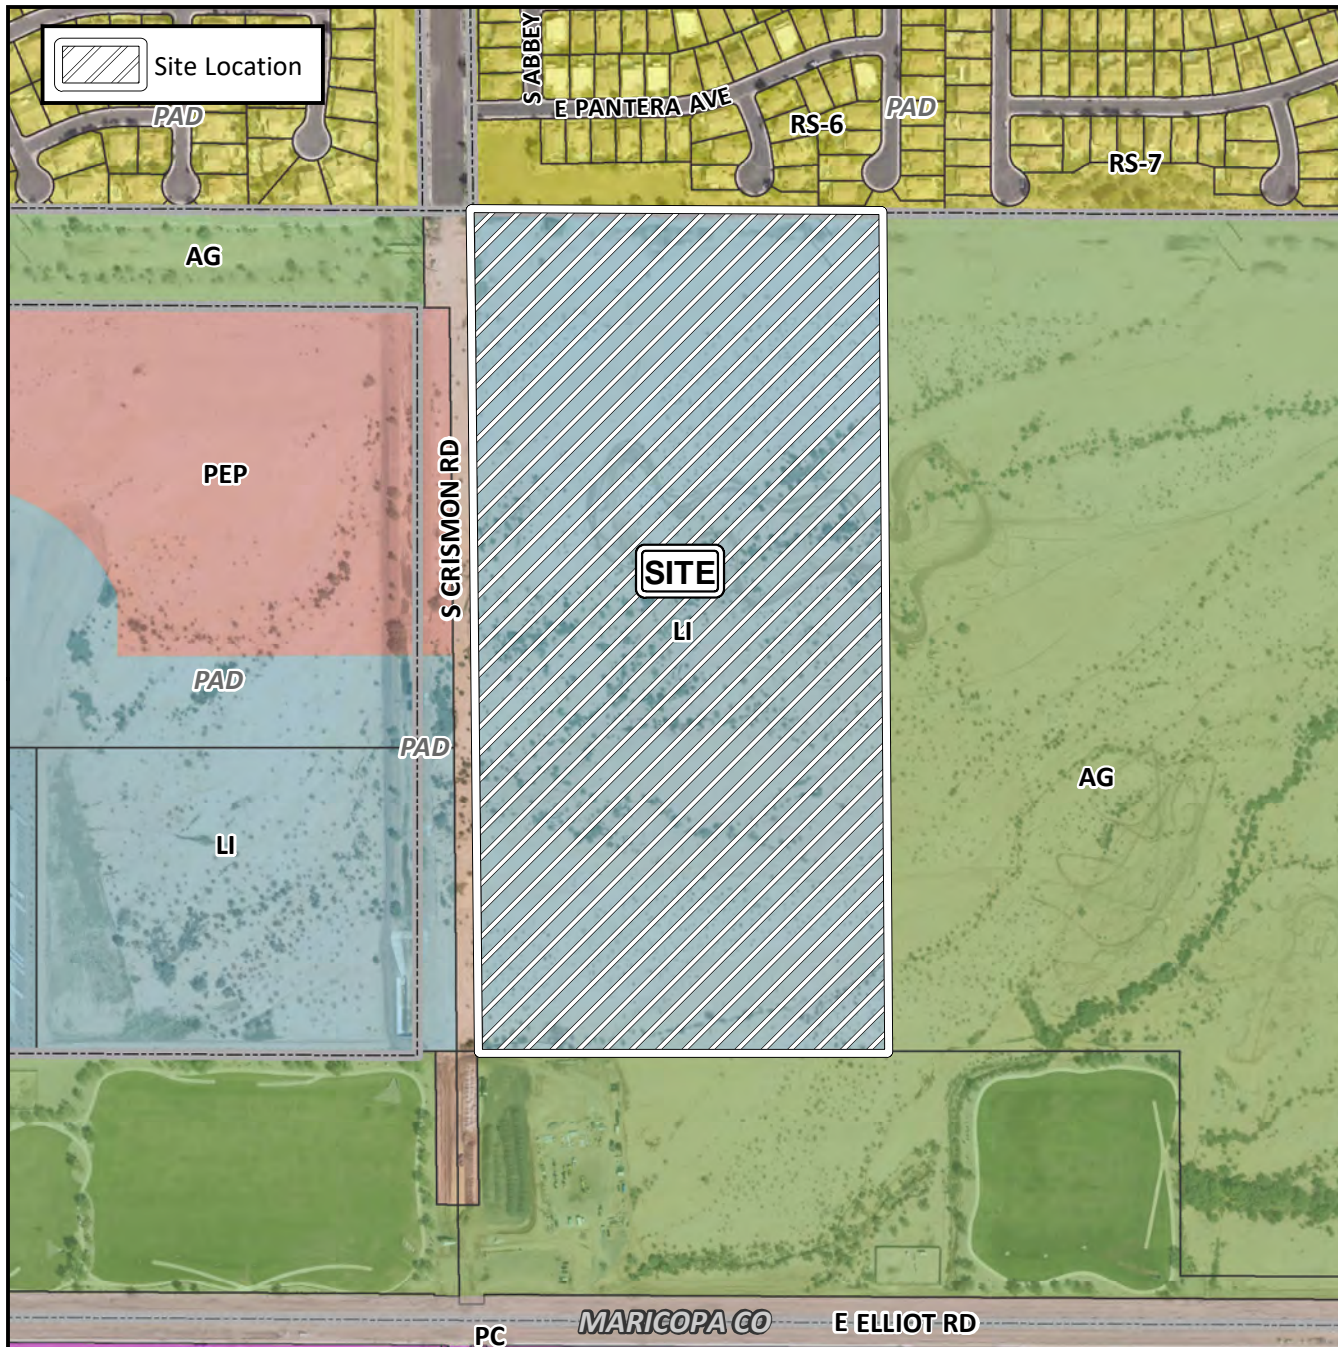 S ABBEY
Site Location
E PANTERA AVE
PAD
PAD
RS-6
RS-7
AG
PEP
S CRISMON RD
SITE
LI
PAD
PAD
AG
LI
MARICOPA CO
E ELLIOT RD
PC